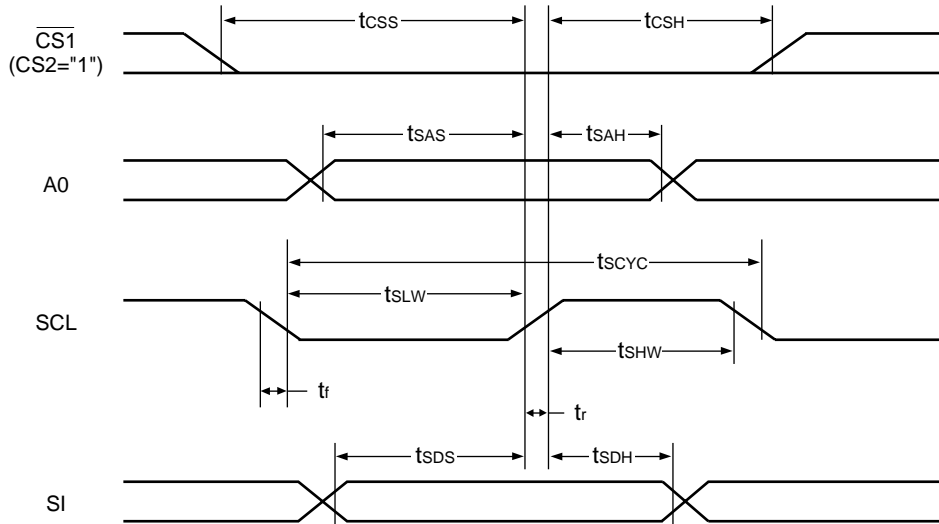 tCSS
tCSH
CS1
(CS2="1")
tSAS
tSAH
A0
tSCYC
tSLW
SCL
tSHW
tf
tr
tSDS
tSDH
SI